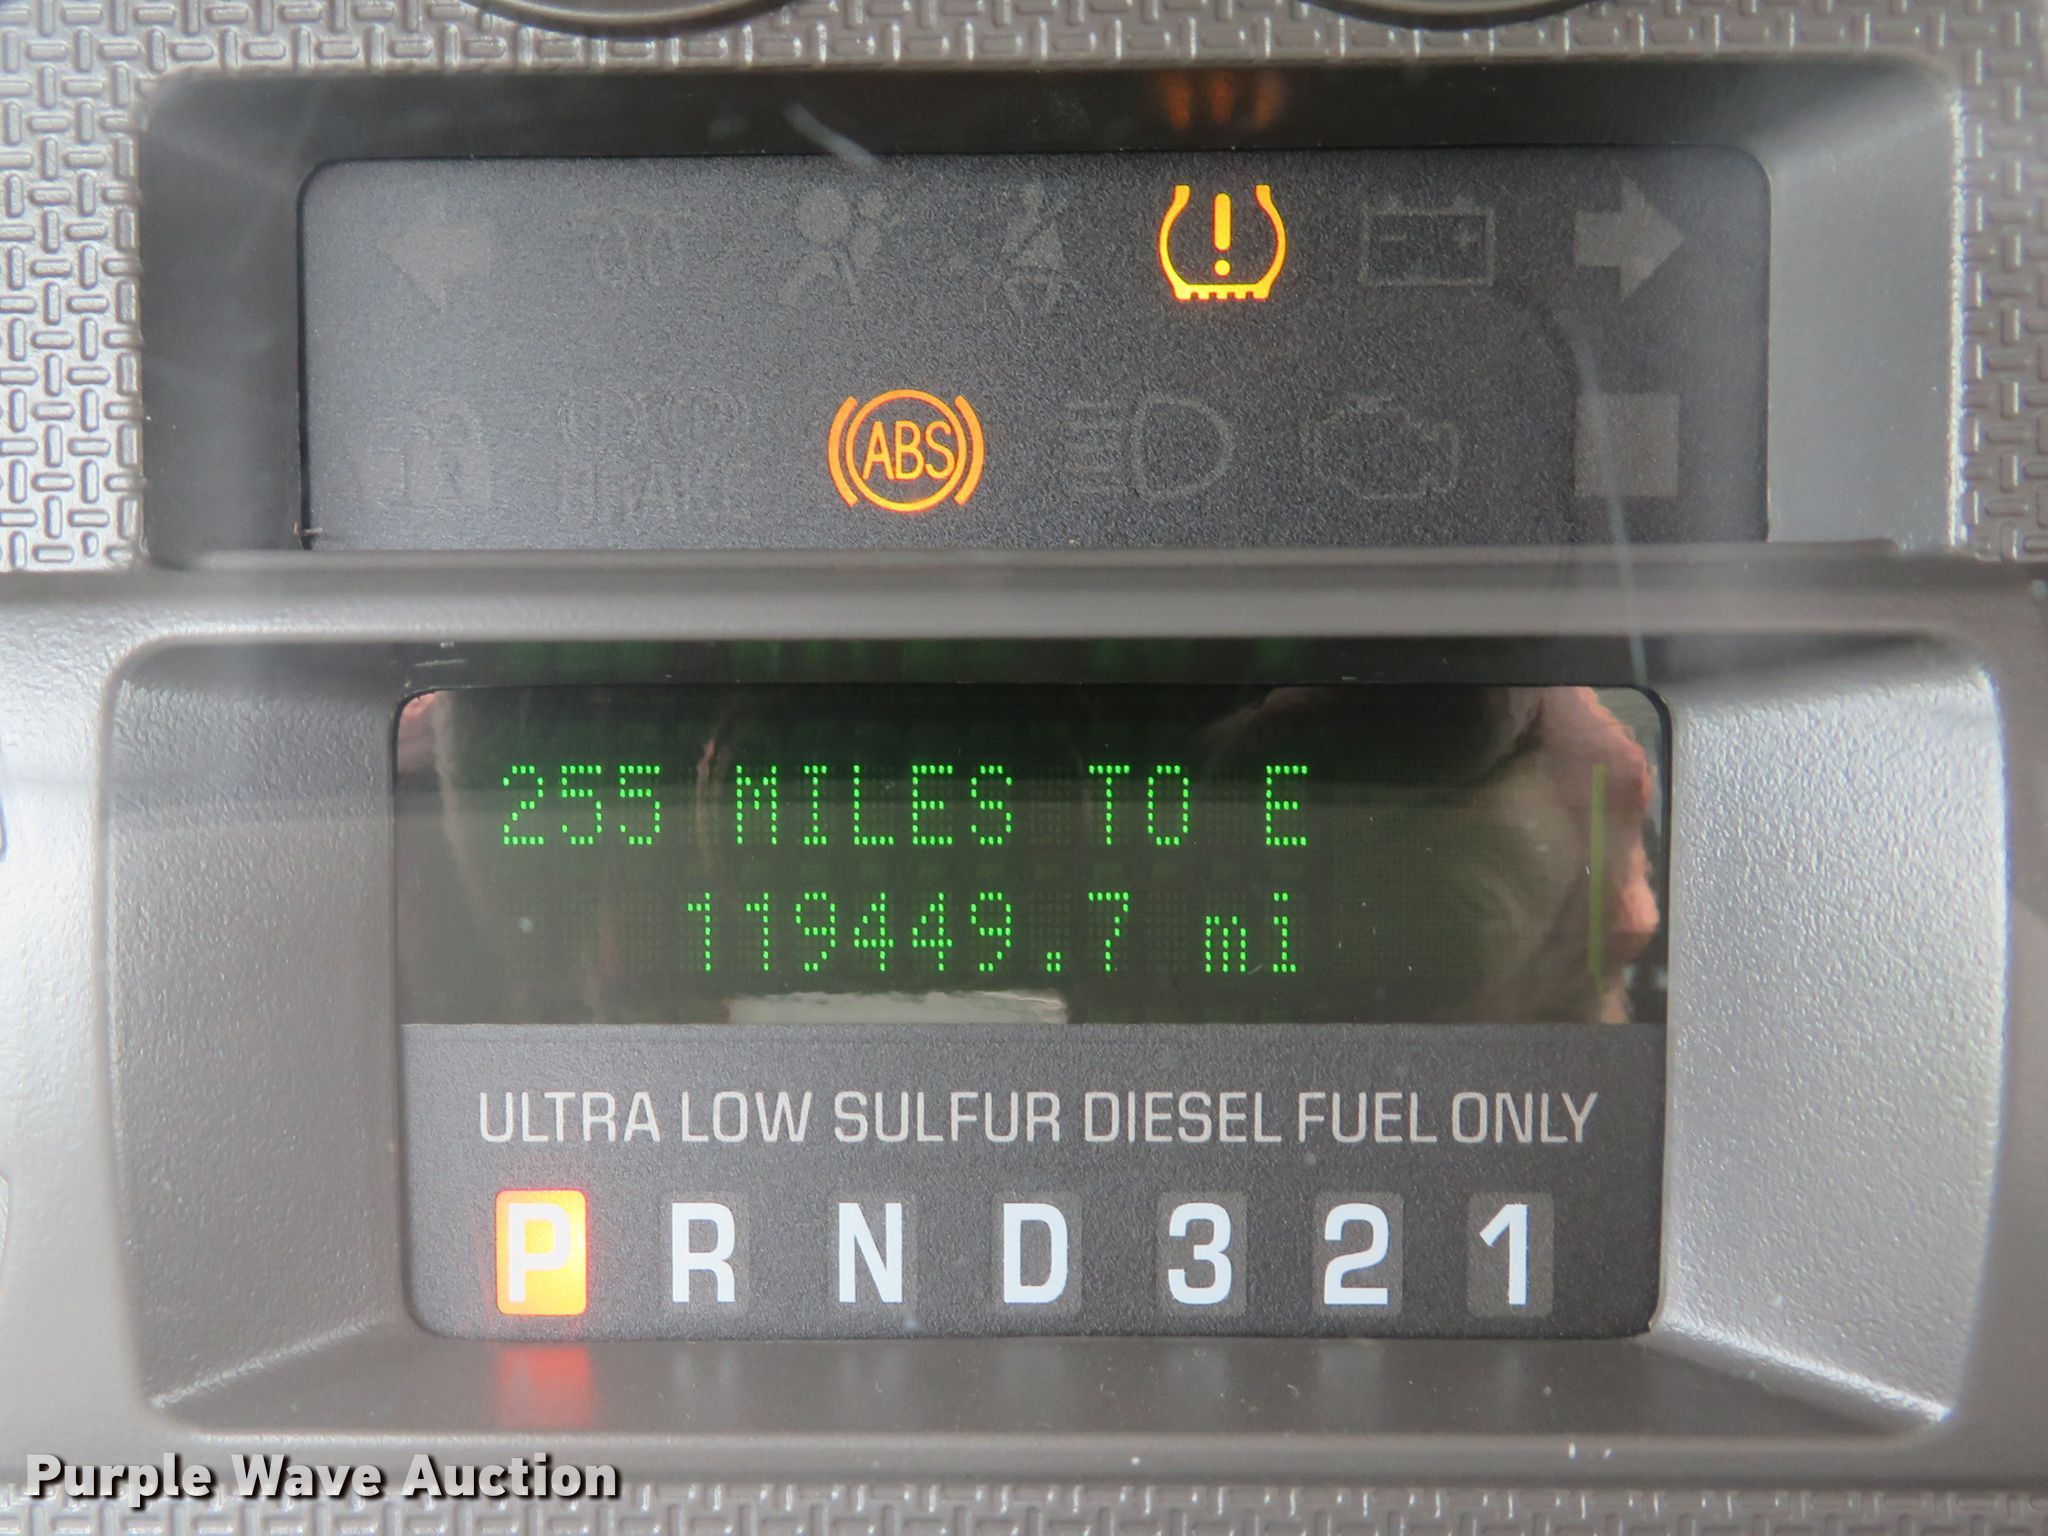 ABS
BRAKE
255 MILES TO E
119449.7 mi
ULTRA LOW SULFUR DIESEL FUEL ONLY
P R N D 3 2 1
Purple Wave Auction